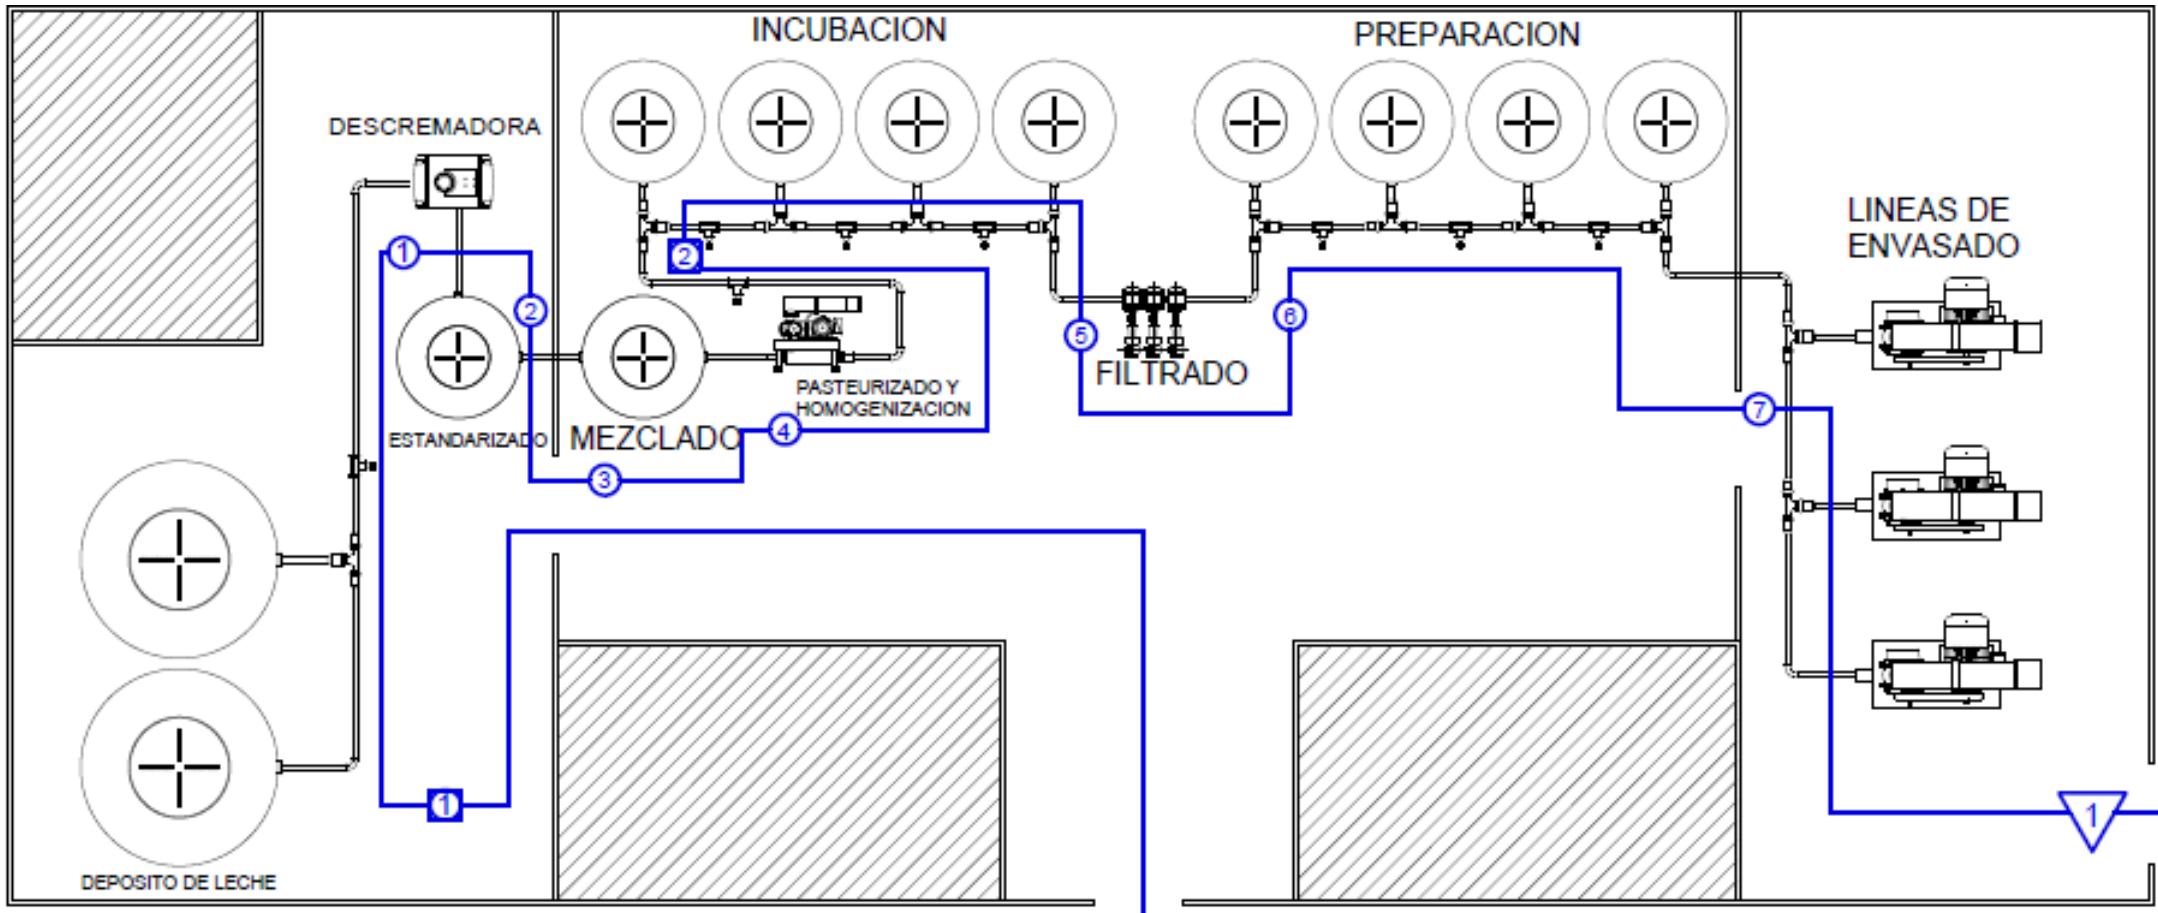 INCUBACION
PREPARACION
DESCREMADORA
LINEAS DE
ENVASADO
1
2
2
5
6
FILTRADO
PASTEURIZADO Y
HOMOGENIZACION
7
ESTANDARIZADO
MEZCLADO
4
3
1
1
DEPOSITO DE LECHE